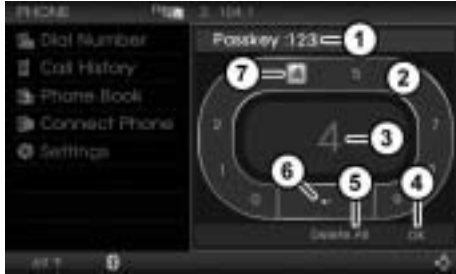 PHONE
Dial Number
Call History
Phone Book
Connect Phone
Settings
Passkey :123
1
7
2
5
4
3
6
5
4
2
7
1
0
Delete All
OK